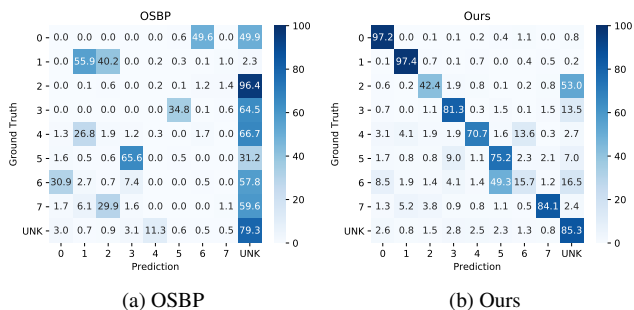 OSBP
Ground Truth
0 0.0 0.0 0.1 0.2 0.0 0.0 49.6 0.0 49.9
1 0.0 55.9 40.2 0.1 0.0 0.1 0.1 1.0 2.3
2 0.0 0.1 0.6 0.0 0.2 0.1 1.2 1.4 96.4
3 0.0 0.0 0.0 0.0 0.0 34.8 0.1 0.6 64.5
4 1.3 26.8 1.9 1.2 0.3 0.0 1.7 0.0 66.7
5 1.6 0.5 0.6 65.6 0.0 0.5 0.0 0.0 31.2
6 30.9 2.7 0.7 7.4 0.0 0.0 0.5 0.0 57.8
7 1.7 6.1 29.9 1.6 0.0 0.0 0.0 1.1 59.6
UNK 3.0 0.7 0.9 3.1 11.3 0.6 0.5 0.5 79.3
0 1 2 3 4 5 6 7 UNK
Prediction
100
80
60
40
20
0
(a) OSBP
Ours
Ground Truth
0 97.2 0.0 0.1 0.2 0.4 1.1 0.1 0.0 0.8
1 0.1 97.4 0.3 0.1 0.7 0.0 0.4 0.5 0.2
2 0.6 0.2 42.4 1.9 0.8 0.1 0.2 0.8 53.0
3 0.7 0.0 1.1 81.3 0.3 1.5 0.1 1.5 13.5
4 3.1 4.1 1.9 1.9 70.7 1.6 13.6 0.3 2.7
5 1.7 0.8 0.8 9.0 1.1 75.2 2.3 2.1 7.0
6 8.5 1.9 1.4 4.1 1.4 49.3 15.7 1.2 16.5
7 1.3 5.2 3.8 0.9 0.8 0.6 1.0 84.1 2.4
UNK 2.6 0.8 1.5 2.8 2.5 2.3 1.3 0.8 85.3
0 1 2 3 4 5 6 7 UNK
Prediction
100
80
60
40
20
0
(b) Ours